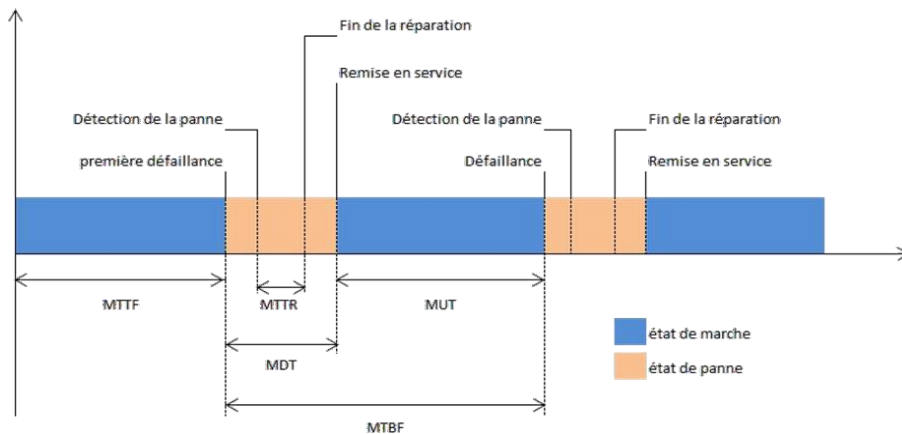 Fin de la réparation
Remise en service
Détection de la panne
Détection de la panne
Fin de la réparation
première défaillance
Défaillance
Remise en service
MTTF
MTTR
MUT
état de marche
MDT
état de panne
MTBF